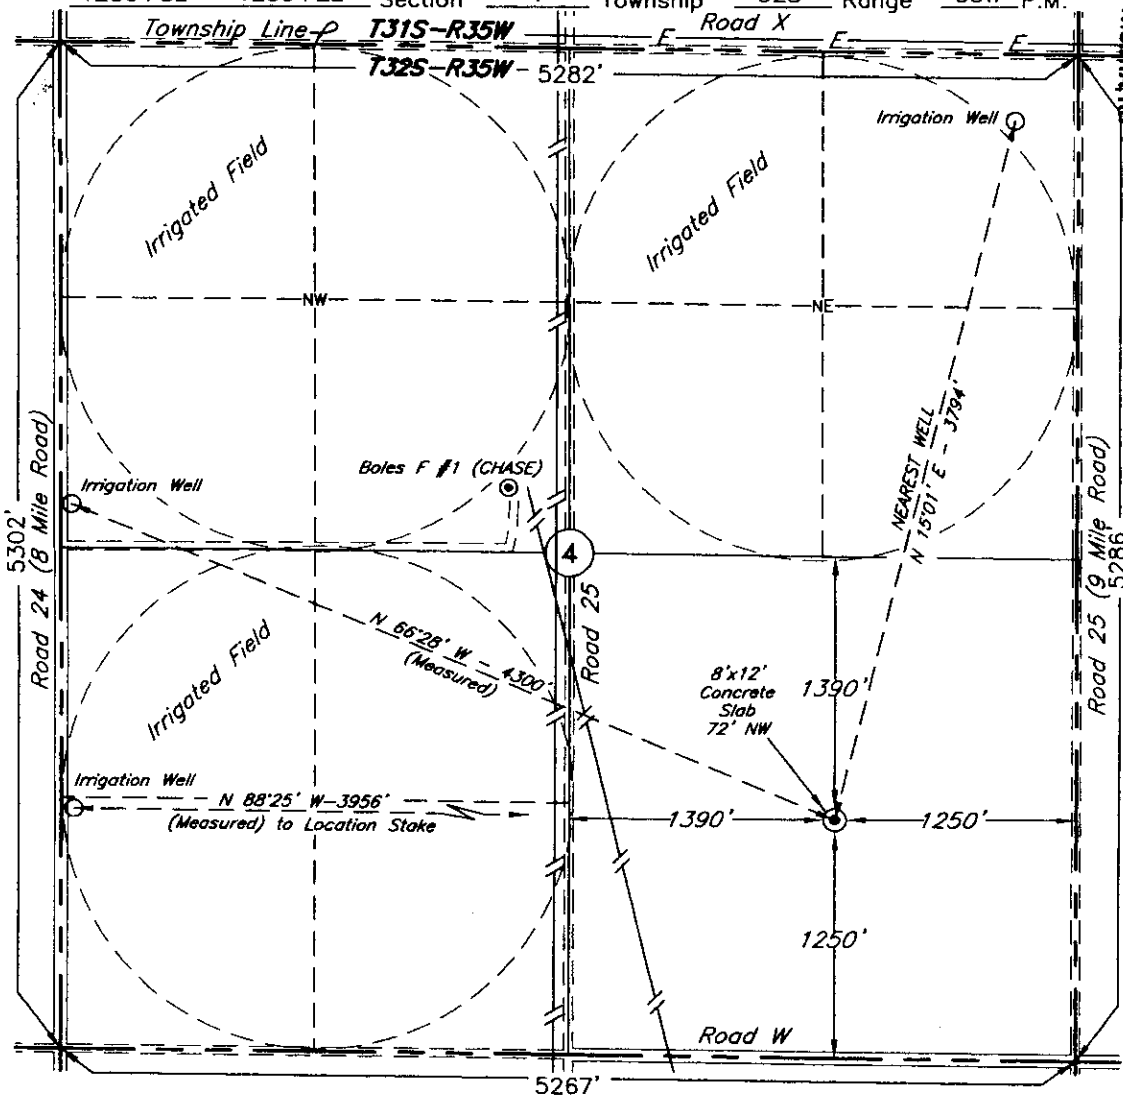 Section
Township
Range
P.M.
Township Line
T31S-R35W
Road X
E
E
E
T32S-R35W
5282'
Irrigation Well
Irrigated Field
Irrigated Field
NW
NE
NEAREST WELL
N 15°01' E - 3794'
Boles F #1 (CHASE)
Irrigation Well
5302'
Road 24 (8 Mile Road)
4
Road 25
Road 25 (9 Mile Road)
5286'
N 66°28' W - 4300'
(Measured)
Irrigated Field
8'x12'
Concrete
Slab
72' NW
1390'
Irrigation Well
N 88°25' W-3956'
(Measured) to Location Stake
1390'
1250'
1250'
Road W
5267'